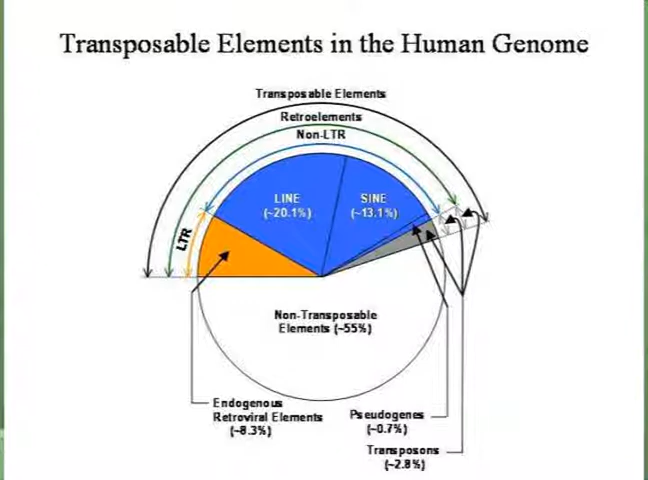 Transposable Elements in the Human Genome
Transposable Elements
Retroelements
Non-LTR
LINE
(~20.1%)
SINE
(~13.1%)
LTR
Non-Transposable
Elements (~55%)
Endogenous
Retroviral Elements
(~8.3%)
Pseudogenes
(~0.7%)
Transposons
(~2.8%)